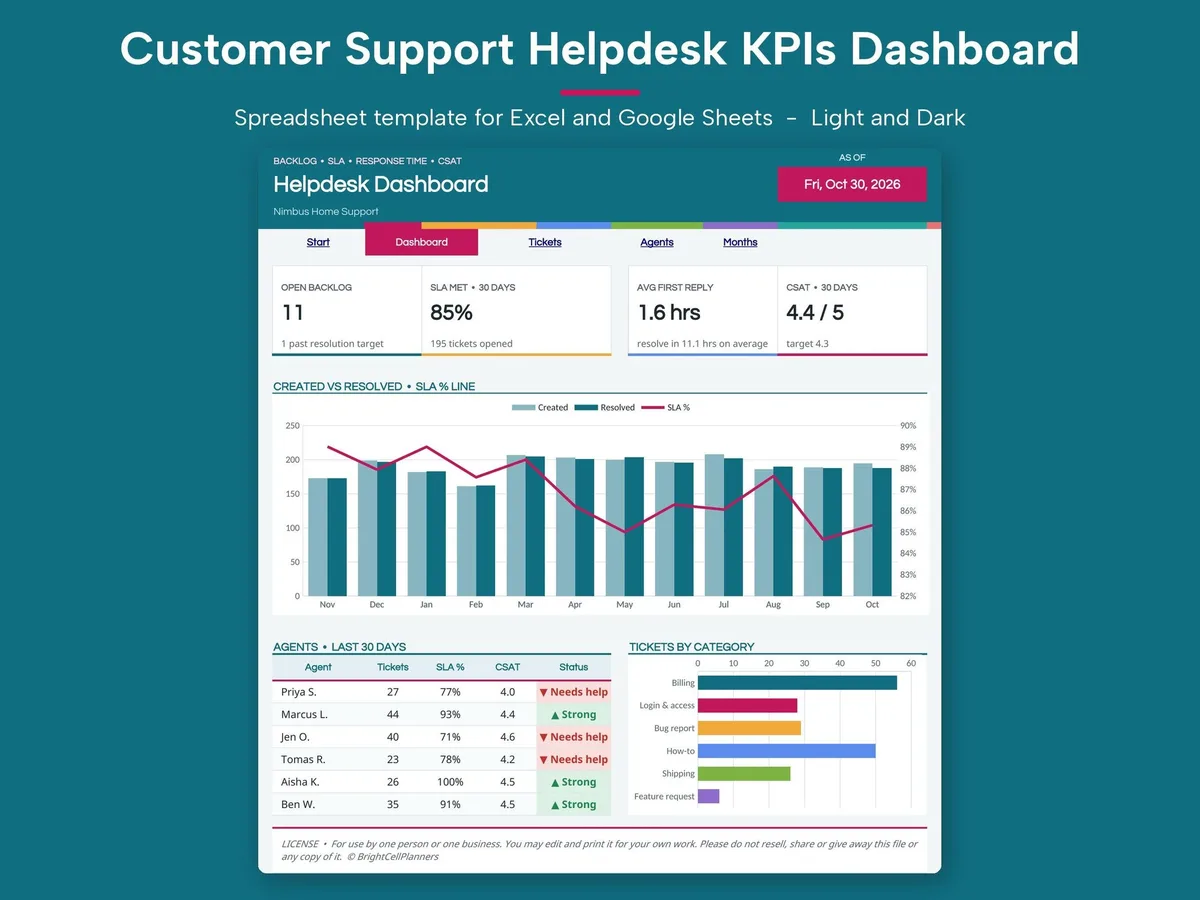 Customer Support Helpdesk KPIs Dashboard
Spreadsheet template for Excel and Google Sheets - Light and Dark
BACKLOG • SLA • RESPONSE TIME • CSAT
AS OF
Helpdesk Dashboard
Fri, Oct 30, 2026
Nimbus Home Support
Start Dashboard Tickets Agents Months
OPEN BACKLOG SLA MET • 30 DAYS AVG FIRST REPLY CSAT • 30 DAYS
11 85% 1.6 hrs 4.4 / 5
1 past resolution target 195 tickets opened resolve in 11.1 hrs on average target 4.3
CREATED VS RESOLVED • SLA % LINE
Created Resolved SLA %
250 90%
89%
200 88%
87%
150
86%
100 85%
84%
50
83%
0 82%
Nov Dec Jan Feb Mar Apr May Jun Jul Aug Sep Oct
AGENTS • LAST 30 DAYS
Agent Tickets SLA % CSAT Status
Priya S. 27 77% 4.0 ▼ Needs help
Marcus L. 44 93% 4.4 ▲ Strong
Jen O. 40 71% 4.6 ▼ Needs help
Tomas R. 23 78% 4.2 ▼ Needs help
Aisha K. 26 100% 4.5 ▲ Strong
Ben W. 35 91% 4.5 ▲ Strong
TICKETS BY CATEGORY
0 10 20 30 40 50 60
Billing
Login & access
Bug report
How-to
Shipping
Feature request
LICENSE • For use by one person or one business. You may edit and print it for your own work. Please do not resell, share or give away this file or
any copy of it. © BrightCellPlanners